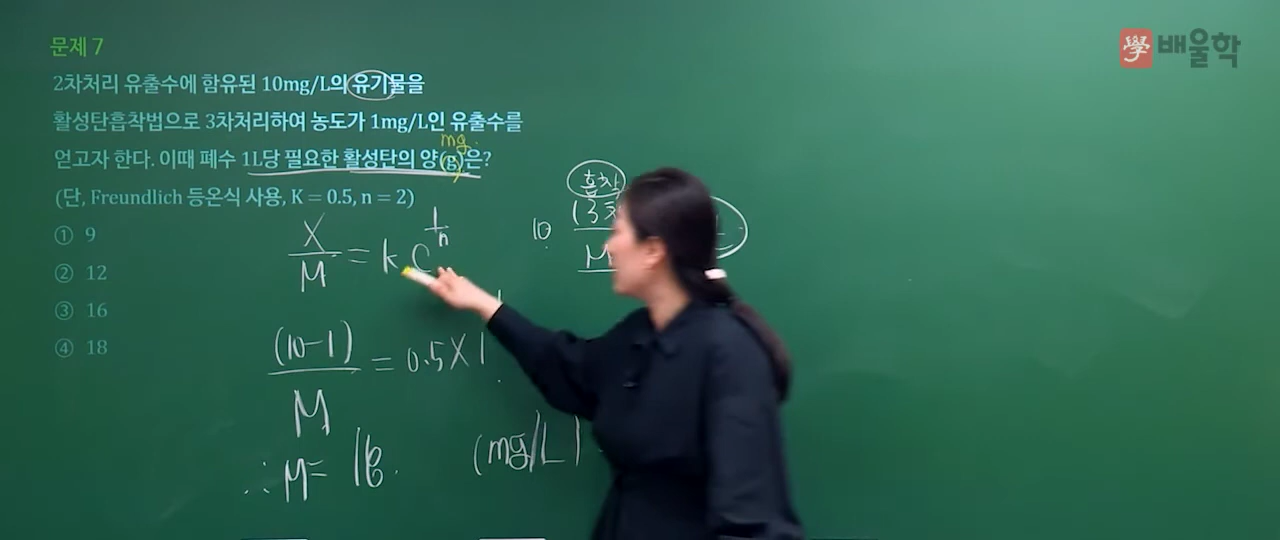 學 배울학
문제 7
2차처리 유출수에 함유된 10mg/L의 유기물을
활성탄흡착법으로 3차처리하여 농도가 1mg/L인 유출수를
mg.
얻고자 한다. 이때 폐수 1L당 필요한 활성탄의 양(g)은?
(단, Freundlich 등온식 사용, K = 0.5, n = 2)
① 9
② 12
③ 16
④ 18
X/M = k C^(1/n)
(10-1)/M = 0.5 X 1
∴ M = 18. (mg/L)
흡착
10 (3
M